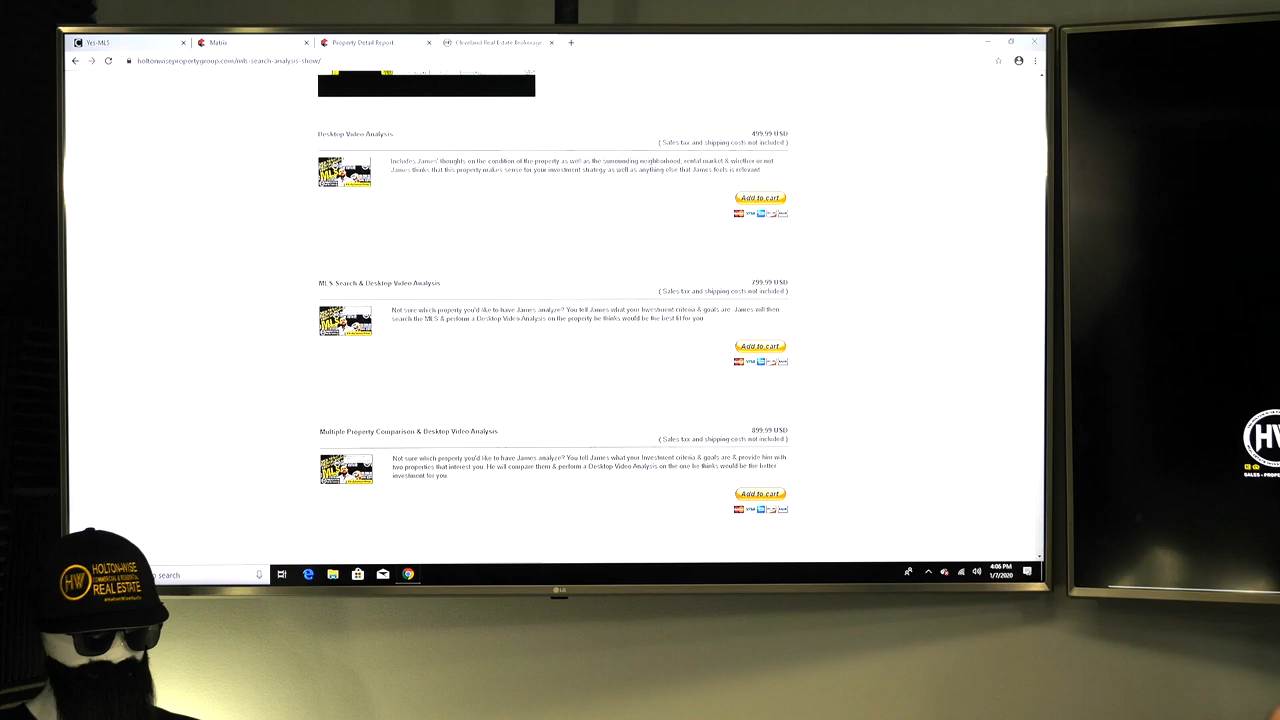 Yes-MLS
Matrix
Property Detail Report
Cleveland Real Estate Brokerage
holtonwisepropertygroup.com/mls-search-analysis-show/
Desktop Video Analysis
499.99 USD
( Sales tax and shipping costs not included )
Includes James' thoughts on the condition of the property as well as the surrounding neighborhood, rental market & whether or not
James thinks that this property makes sense for your investment strategy as well as anything else that James feels is relevant
Add to cart
VISA
MLS Search & Desktop Video Analysis
799.99 USD
( Sales tax and shipping costs not included )
Not sure which property you'd like to have James analyze? You tell James what your Investment criteria & goals are. James will then
search the MLS & perform a Desktop Video Analysis on the property he thinks would be the best fit for you
Add to cart
VISA
Multiple Property Comparison & Desktop Video Analysis
899.99 USD
( Sales tax and shipping costs not included )
Not sure which property you'd like to have James analyze? You tell James what your Investment criteria & goals are & provide him with
two properties that interest you. He will compare them & perform a Desktop Video Analysis on the one he thinks would be the better
investment for you.
Add to cart
VISA
search
4:06 PM
1/7/2020
LG
HW
HOLTON-WISE
COMMERCIAL & RESIDENTIAL
REAL ESTATE
HW
SALES - PROPE